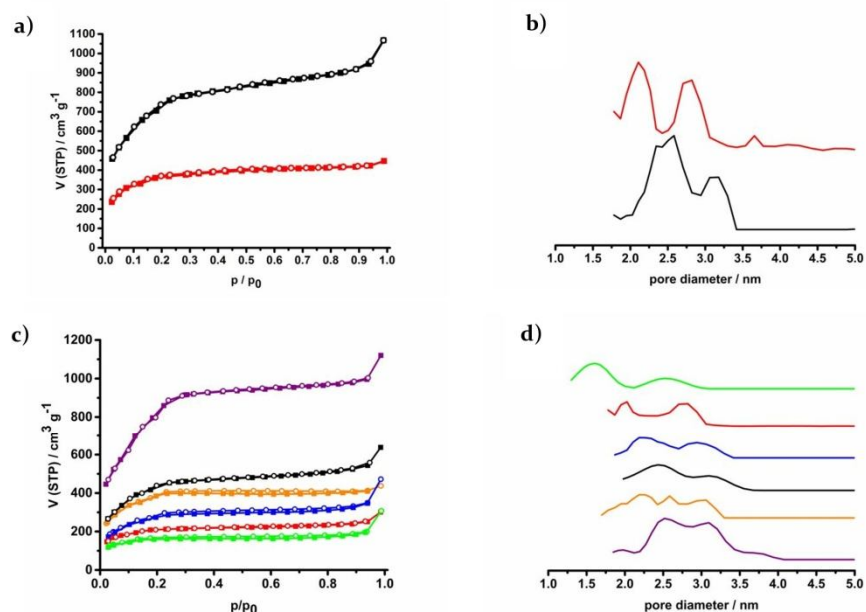 a)
1100
1000
900
800
700
600
500
400
300
200
100
0
V (STP) / cm³ g⁻¹
0.0 0.1 0.2 0.3 0.4 0.5 0.6 0.7 0.8 0.9 1.0
p / p₀
b)
1.0 1.5 2.0 2.5 3.0 3.5 4.0 4.5 5.0
pore diameter / nm
c)
1200
1000
800
600
400
200
0
V (STP) / cm³ g⁻¹
0.0 0.2 0.4 0.6 0.8 1.0
p/p₀
d)
1.0 1.5 2.0 2.5 3.0 3.5 4.0 4.5 5.0
pore diameter / nm